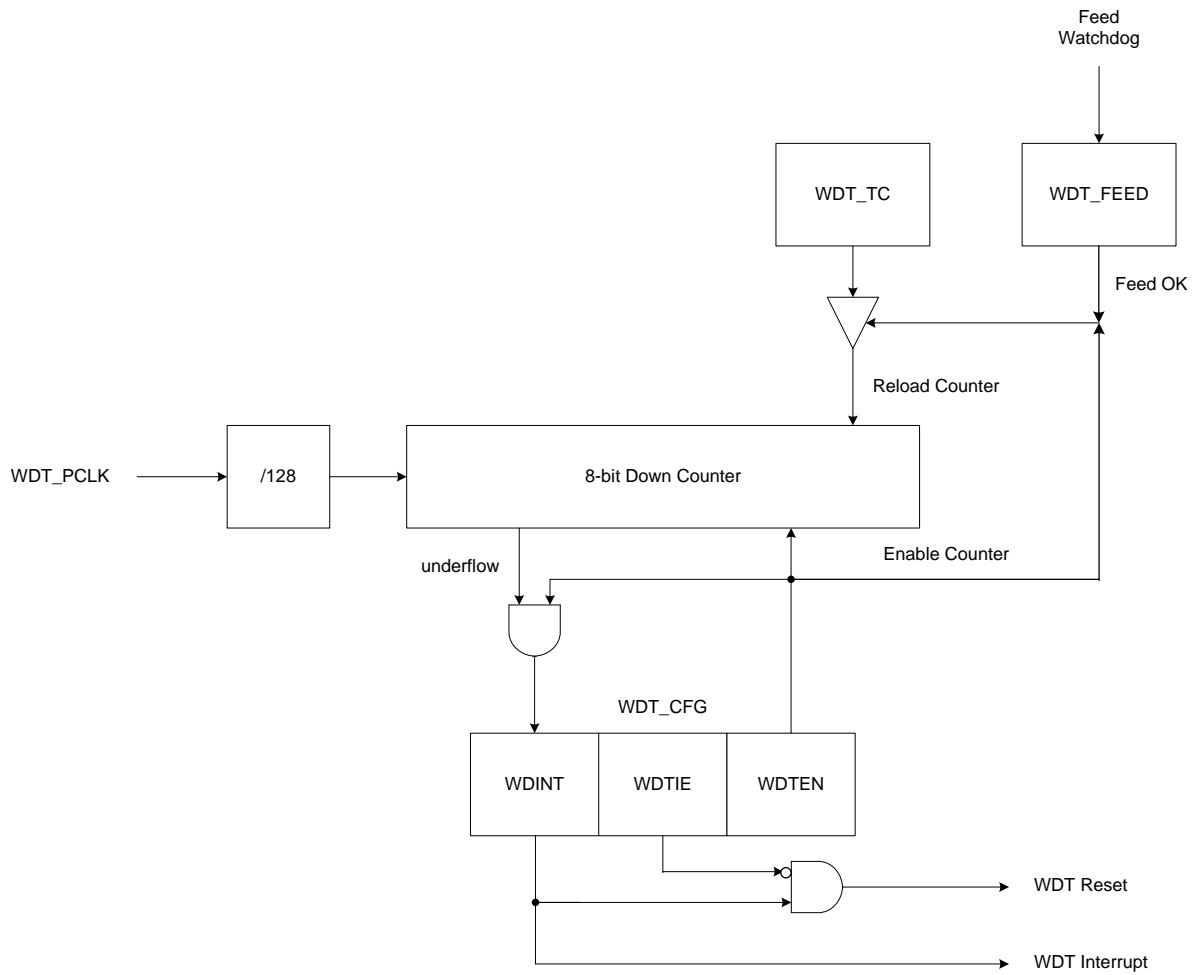 Feed
Watchdog
WDT_TC
WDT_FEED
Feed OK
Reload Counter
WDT_PCLK
/128
8-bit Down Counter
underflow
Enable Counter
WDT_CFG
WDINT
WDTIE
WDTEN
WDT Reset
WDT Interrupt